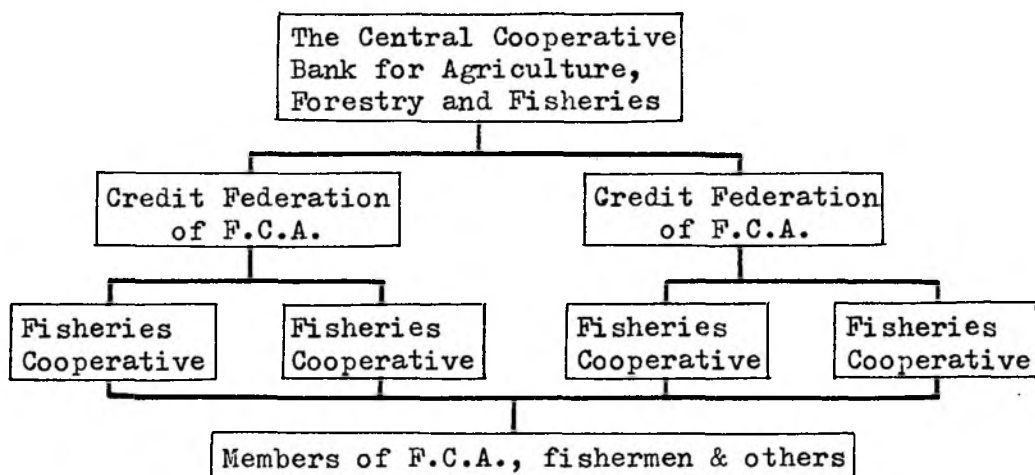 The Central Cooperative
Bank for Agriculture,
Forestry and Fisheries
Credit Federation
of F.C.A.
Credit Federation
of F.C.A.
Fisheries
Cooperative
Fisheries
Cooperative
Fisheries
Cooperative
Fisheries
Cooperative
Members of F.C.A., fishermen & others